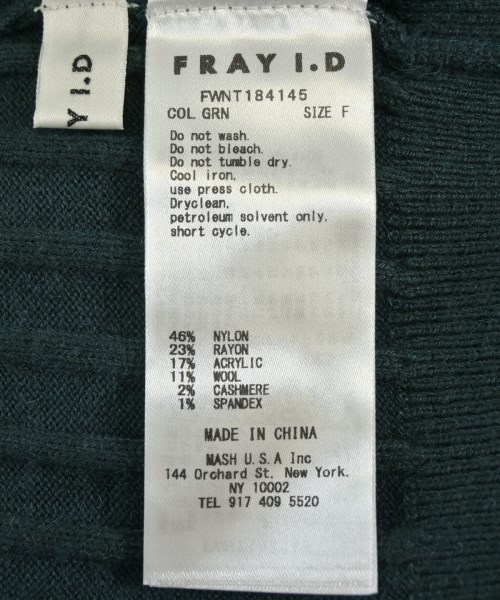 Y I.D
FRAY I.D
FWNT184145
COL GRN SIZE F
Do not wash.
Do not bleach.
Do not tumble dry.
Cool iron.
use press cloth.
Dryclean.
petroleum solvent only.
short cycle.
46% NYLON
23% RAYON
17% ACRYLIC
11% WOOL
2% CASHMERE
1% SPANDEX
MADE IN CHINA
MASH U.S.A Inc
144 Orchard St, New York.
NY 10002
TEL 917 409 5520